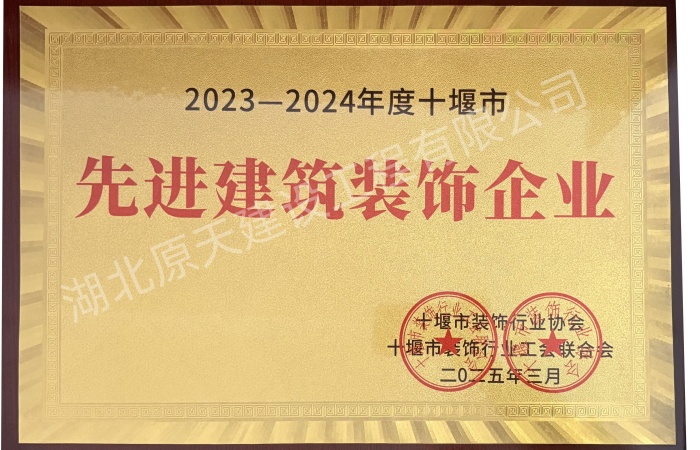 2023—2024年度十堰市
先进建筑装饰企业
湖北原天建设工程有限公司
十堰市装饰行业协会
十堰市装饰行业工会联合会
二〇二五年三月